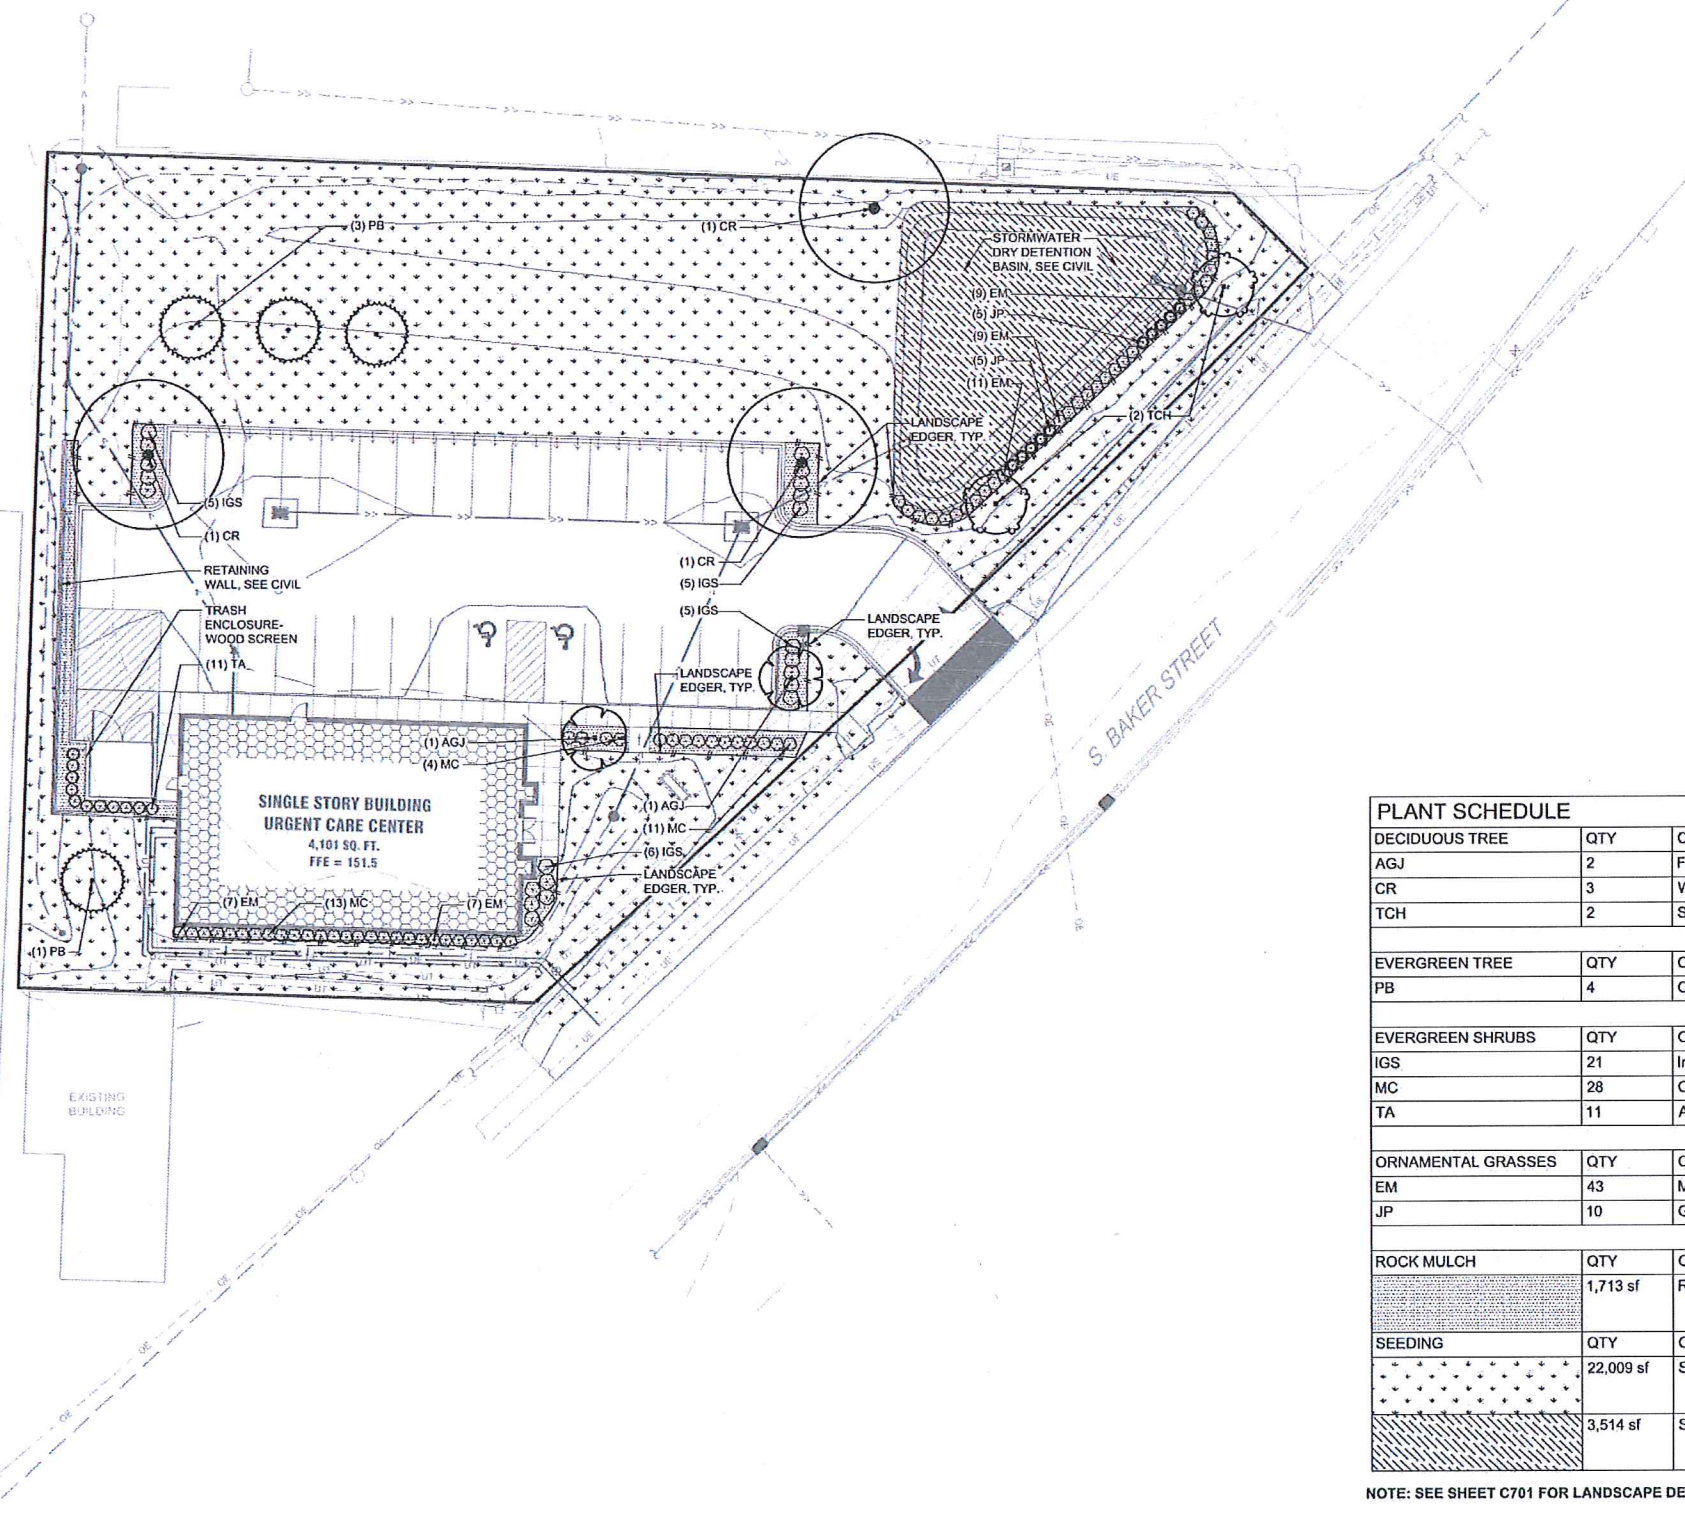 (3) PB
(1) CR
STORMWATER
DRY DETENTION
BASIN, SEE CIVIL
(9) EM
(5) JP
(9) EM
(5) JP
(11) EM
(2) TCH
LANDSCAPE
EDGER, TYP.
(5) IGS
(1) CR
RETAINING
WALL, SEE CIVIL
TRASH
ENCLOSURE-
WOOD SCREEN
(11) TA
(1) CR
(5) IGS
(5) IGS
LANDSCAPE
EDGER, TYP.
LANDSCAPE
EDGER, TYP.
(1) AGJ
(4) MC
S. BAKER STREET
SINGLE STORY BUILDING
URGENT CARE CENTER
4,101 SQ. FT.
FFE = 151.5
(1) AGJ
(11) MC
(6) IGS
LANDSCAPE
EDGER, TYP.
(7) EM
(13) MC
(7) EM
(1) PB
EXISTING
BUILDING
PLANT SCHEDULE
DECIDUOUS TREE QTY
AGJ 2
CR 3
TCH 2
EVERGREEN TREE QTY
PB 4
EVERGREEN SHRUBS QTY
IGS 21
MC 28
TA 11
ORNAMENTAL GRASSES QTY
EM 43
JP 10
ROCK MULCH QTY
1,713 sf
SEEDING QTY
22,009 sf
3,514 sf
NOTE: SEE SHEET C701 FOR LANDSCAPE DE